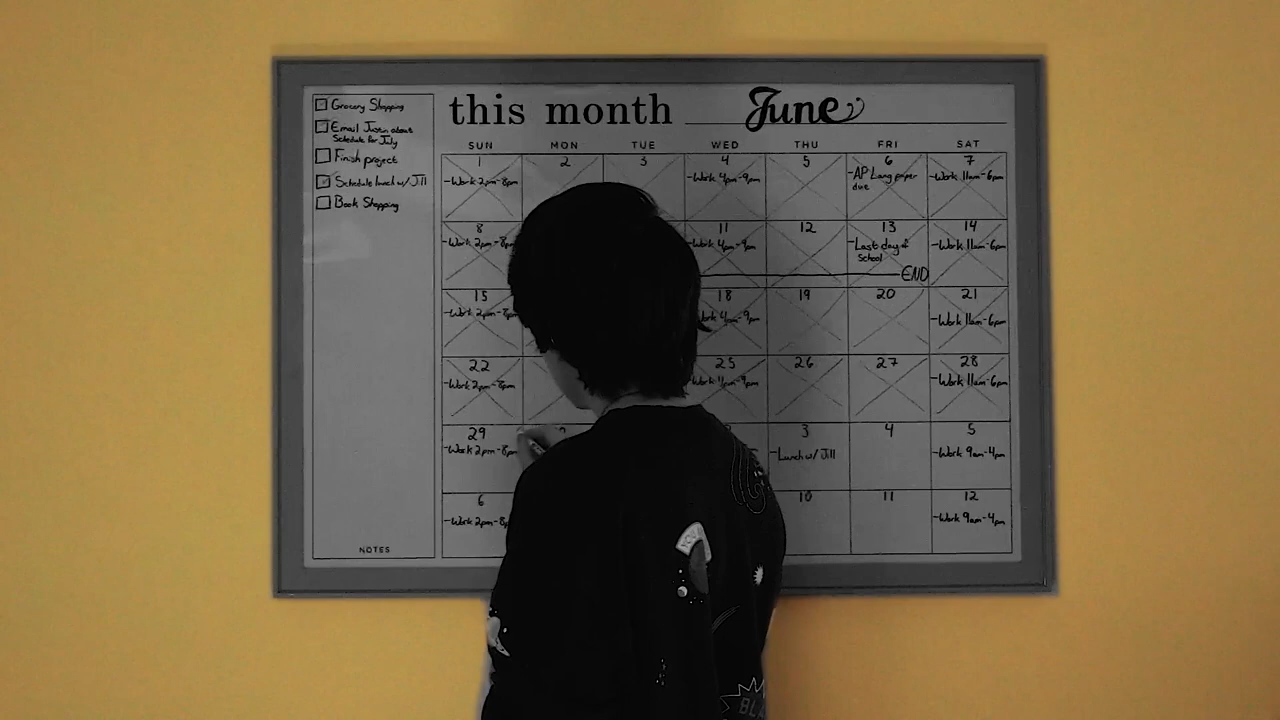 this month June
Grocery Shopping
Email Justin about
Schedule for July
Finish project
Schedule lunch w/ Jill
Book Shopping
NOTES
SUN MON TUE WED THU FRI SAT
1 2 3 4 5 6 7
-Work 2pm-8pm -Work 4pm-9pm -AP Lang paper -Work 11am-6pm
due
8 11 12 13 14
-Work 2pm-8pm -Work 4pm-9pm -Last day of -Work 11am-6pm
School
END
15 18 19 20 21
-Work 2pm-8pm Work 4pm-9pm -Work 11am-6pm
22 25 26 27 28
-Work 2pm-8pm Work 4pm-9pm -Work 11am-6pm
29 3 4 5
-Work 2pm-8pm -Lunch w/ Jill -Work 9am-4pm
6 10 11 12
-Work 2pm-8pm -Work 9am-4pm